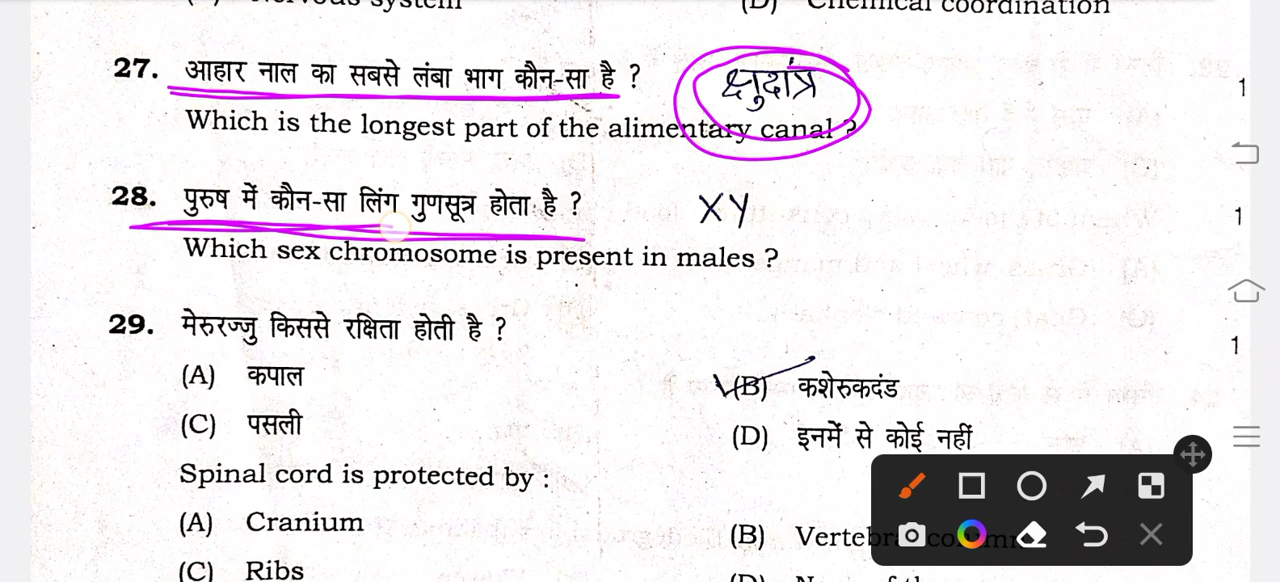 (D) Chemical coordination
27. आहार नाल का सबसे लंबा भाग कौन-सा है ? क्षुदांत्र 1
Which is the longest part of the alimentary canal ?
28. पुरुष में कौन-सा लिंग गुणसूत्र होता है ? XY 1
Which sex chromosome is present in males ?
29. मेरुरज्जु किससे रक्षिता होती है ? 1
(A) कपाल (B) कशेरुकदंड
(C) पसली (D) इनमें से कोई नहीं
Spinal cord is protected by :
(A) Cranium (B)
(C) Ribs